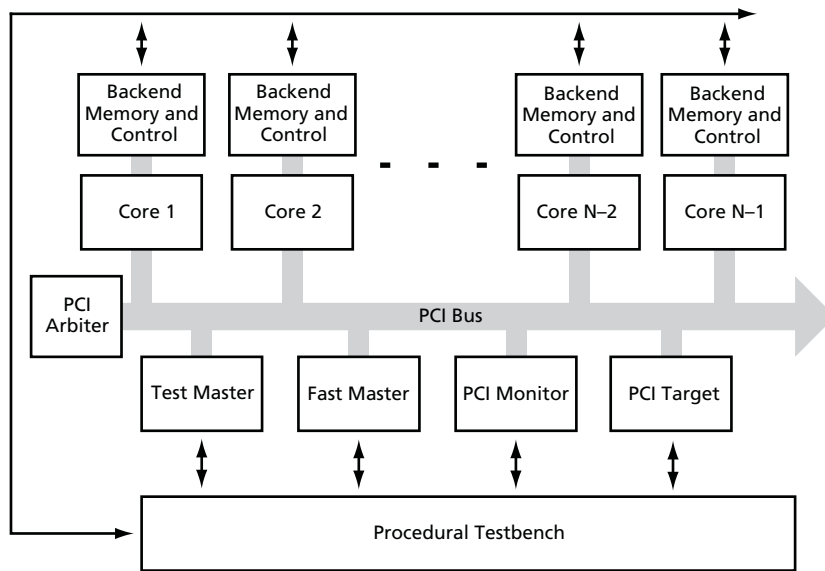 Backend
Memory and
Control
Backend
Memory and
Control
Backend
Memory and
Control
Backend
Memory and
Control
Core 1
Core 2
Core N–2
Core N–1
PCI
Arbiter
PCI Bus
Test Master
Fast Master
PCI Monitor
PCI Target
Procedural Testbench